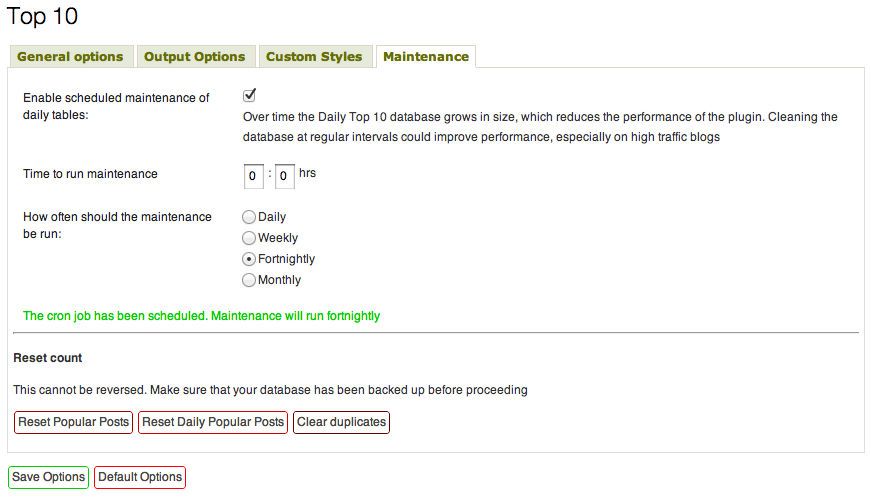 Top 10
General options Output Options Custom Styles Maintenance
Enable scheduled maintenance of
daily tables:
Over time the Daily Top 10 database grows in size, which reduces the performance of the plugin. Cleaning the
database at regular intervals could improve performance, especially on high traffic blogs
Time to run maintenance 0 : 0 hrs
How often should the maintenance
be run:
Daily
Weekly
Fortnightly
Monthly
The cron job has been scheduled. Maintenance will run fortnightly
Reset count
This cannot be reversed. Make sure that your database has been backed up before proceeding
Reset Popular Posts Reset Daily Popular Posts Clear duplicates
Save Options Default Options